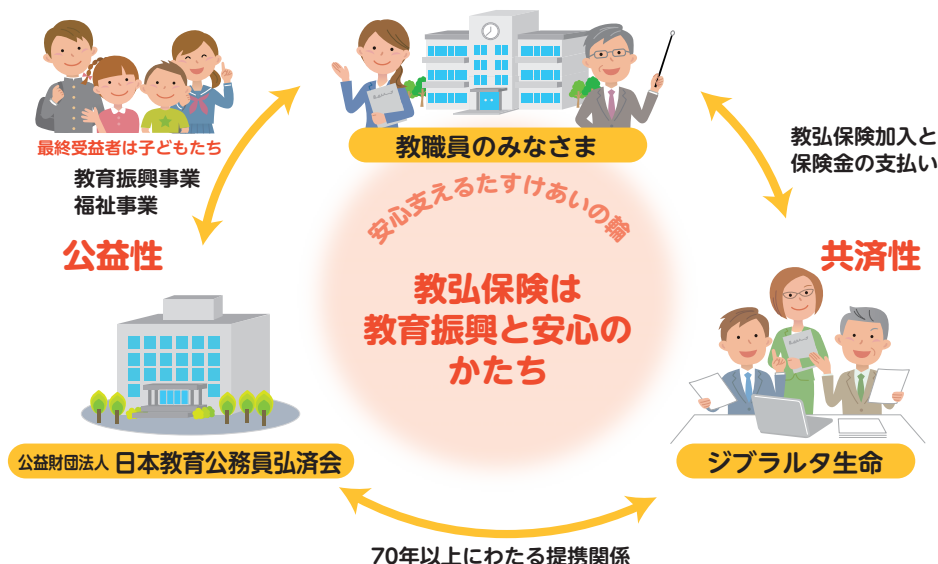 最終受益者は子どもたち
教育振興事業
福祉事業
公益性
教職員のみなさま
教弘保険加入と
保険金の支払い
共済性
安心支えるたすけあいの輪
教弘保険は
教育振興と安心の
かたち
公益財団法人 日本教育公務員弘済会
ジブラルタ生命
70年以上にわたる提携関係